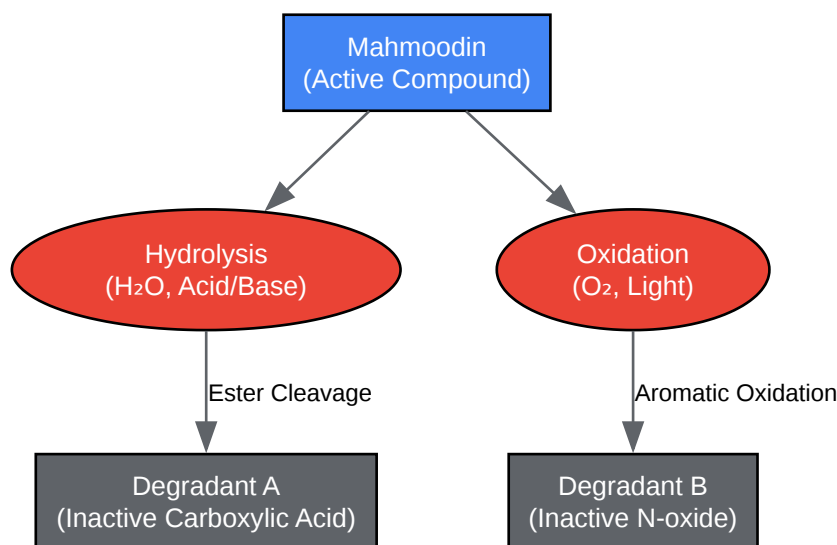 Mahmoodin
(Active Compound)
Hydrolysis
(H₂O, Acid/Base)
Oxidation
(O₂, Light)
Ester Cleavage
Aromatic Oxidation
Degradant A
(Inactive Carboxylic Acid)
Degradant B
(Inactive N-oxide)